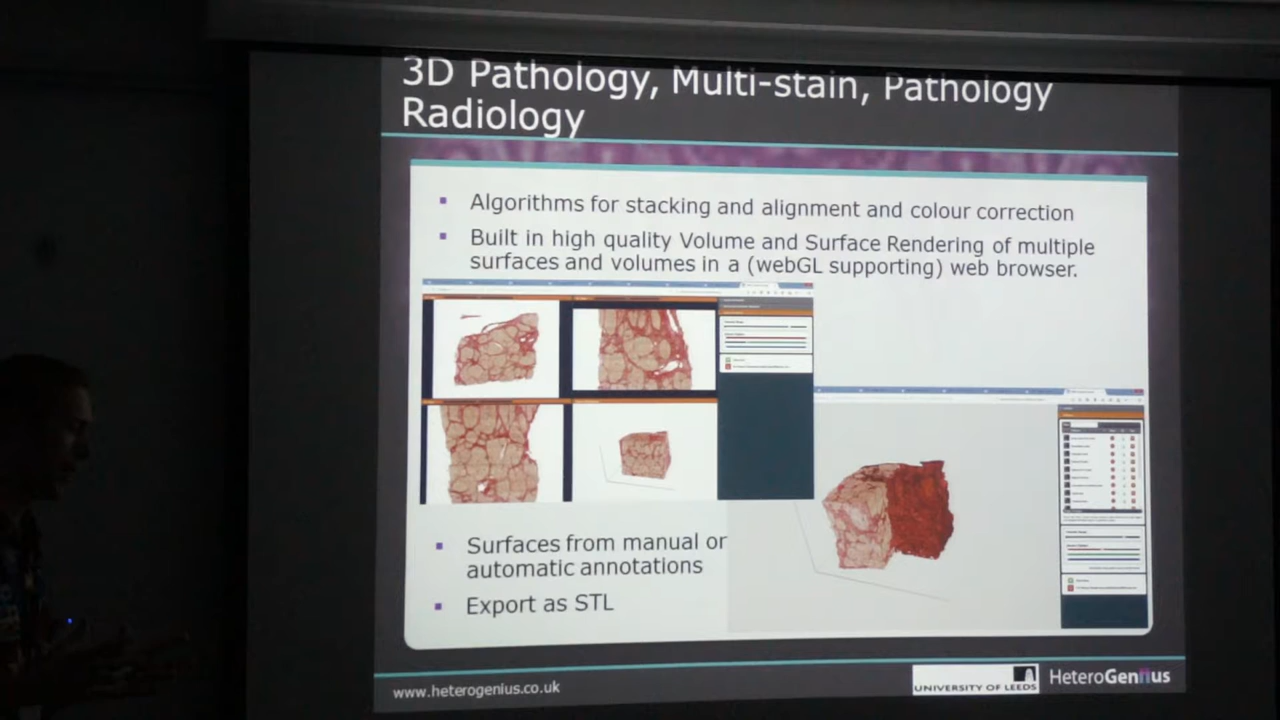 3D Pathology, Multi-stain, Pathology
Radiology
Algorithms for stacking and alignment and colour correction
Built in high quality Volume and Surface Rendering of multiple
surfaces and volumes in a (webGL supporting) web browser.
Surfaces from manual or
automatic annotations
Export as STL
www.heterogenius.co.uk
UNIVERSITY OF LEEDS
HeteroGenius